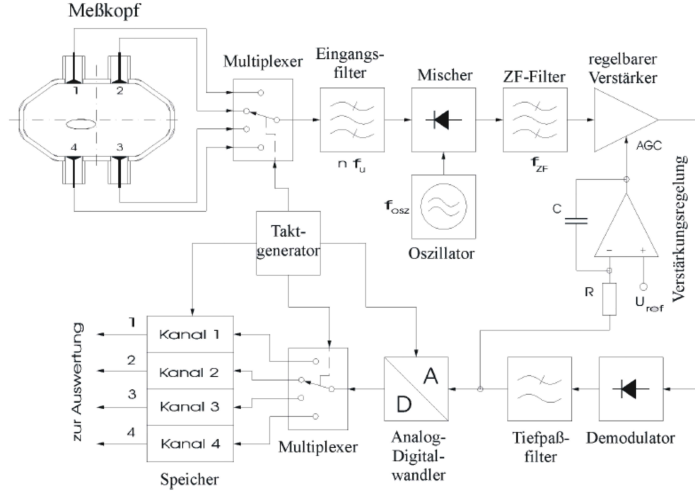 Meßkopf
1
2
4
3
Multiplexer
Eingangs-
filter
n f_u
Mischer
ZF-Filter
f_ZF
regelbarer
Verstärker
AGC
f_osz
Oszillator
Takt-
generator
C
R
U_ref
Verstärkungsregelung
zur Auswertung
1
Kanal 1
2
Kanal 2
3
Kanal 3
4
Kanal 4
Speicher
Multiplexer
A
D
Analog-
Digital-
wandler
Tiefpaß-
filter
Demodulator